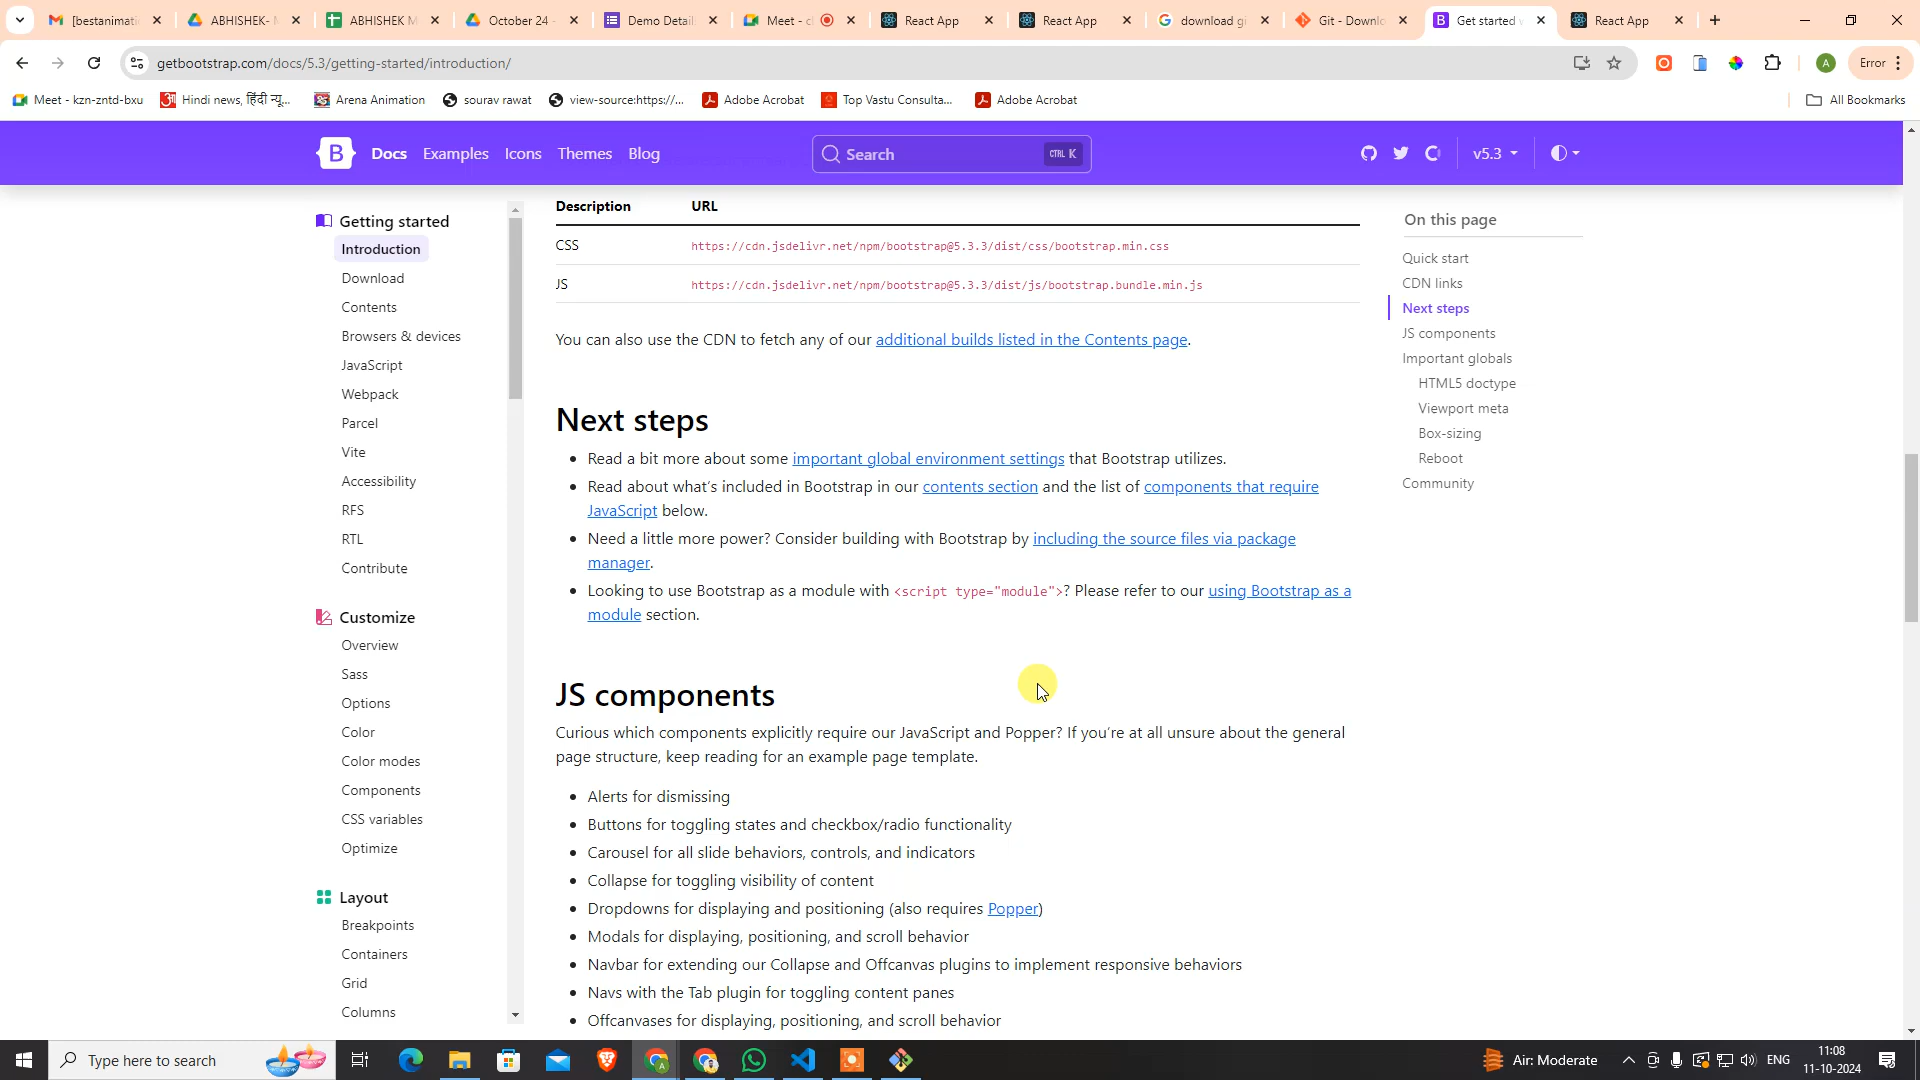 [bestanimati
ABHISHEK-
ABHISHEK M
October 24 -
Demo Detail
Meet - c
React App
React App
download gi
Git - Downlo
Get started
React App
getbootstrap.com/docs/5.3/getting-started/introduction/
Error
Meet - kzn-zntd-bxu
Hindi news, हिंदी न्यू...
Arena Animation
sourav rawat
view-source:https://...
Adobe Acrobat
Top Vastu Consulta...
Adobe Acrobat
All Bookmarks
B Docs Examples Icons Themes Blog
Search
CTRL K
v5.3
Getting started
Introduction
Download
Contents
Browsers & devices
JavaScript
Webpack
Parcel
Vite
Accessibility
RFS
RTL
Contribute
Customize
Overview
Sass
Options
Color
Color modes
Components
CSS variables
Optimize
Layout
Breakpoints
Containers
Grid
Columns
Description URL
CSS https://cdn.jsdelivr.net/npm/bootstrap@5.3.3/dist/css/bootstrap.min.css
JS https://cdn.jsdelivr.net/npm/bootstrap@5.3.3/dist/js/bootstrap.bundle.min.js
You can also use the CDN to fetch any of our additional builds listed in the Contents page.
Next steps
Read a bit more about some important global environment settings that Bootstrap utilizes.
Read about what's included in Bootstrap in our contents section and the list of components that require
JavaScript below.
Need a little more power? Consider building with Bootstrap by including the source files via package
manager.
Looking to use Bootstrap as a module with <script type="module">? Please refer to our using Bootstrap as a
module section.
JS components
Curious which components explicitly require our JavaScript and Popper? If you're at all unsure about the general
page structure, keep reading for an example page template.
Alerts for dismissing
Buttons for toggling states and checkbox/radio functionality
Carousel for all slide behaviors, controls, and indicators
Collapse for toggling visibility of content
Dropdowns for displaying and positioning (also requires Popper)
Modals for displaying, positioning, and scroll behavior
Navbar for extending our Collapse and Offcanvas plugins to implement responsive behaviors
Navs with the Tab plugin for toggling content panes
Offcanvases for displaying, positioning, and scroll behavior
On this page
Quick start
CDN links
Next steps
JS components
Important globals
HTML5 doctype
Viewport meta
Box-sizing
Reboot
Community
Type here to search
Air: Moderate
ENG
11:08
11-10-2024